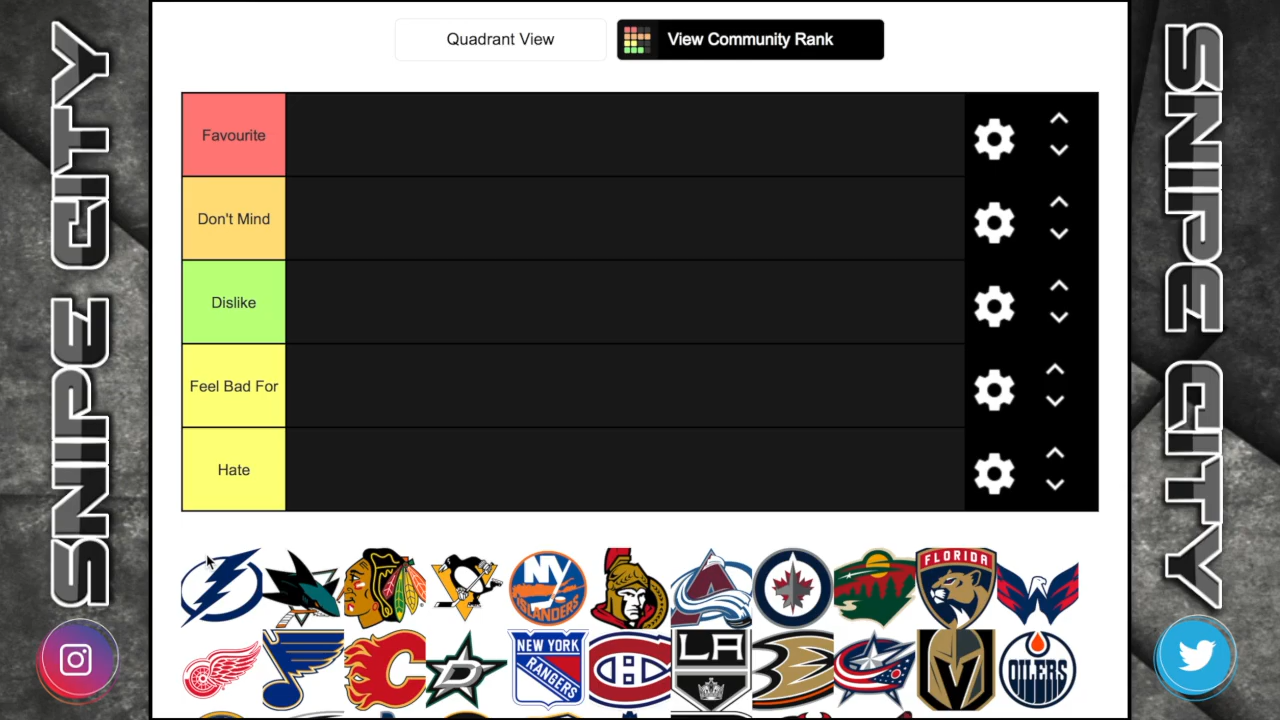 Quadrant View
View Community Rank
SNIPE CITY
SNIPE CITY
Favourite
Don't Mind
Dislike
Feel Bad For
Hate
NY
ISLANDERS
FLORIDA
NEW YORK
RANGERS
LA
OILERS